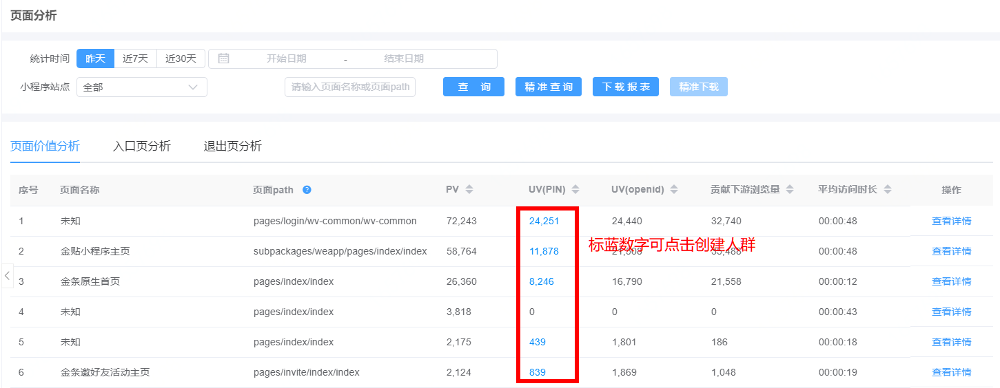 页面分析
统计时间 昨天 近7天 近30天 开始日期 - 结束日期
小程序站点 全部 请输入页面名称或页面path 查 询 精准查询 下载报表 精准下载
页面价值分析 入口页分析 退出页分析
序号 页面名称 页面path ? PV UV(PIN) UV(openid) 贡献下游浏览量 平均访问时长 操作
1 未知 pages/login/wv-common/wv-common 72,243 24,251 24,440 32,740 00:00:48 查看详情
标蓝数字可点击创建人群
2 金贴小程序主页 subpackages/weapp/pages/index/index 58,764 11,878 00:00:48 查看详情
3 金条原生首页 pages/index/index 26,360 8,246 16,790 21,558 00:00:12 查看详情
4 未知 pages/index/index 3,818 0 0 0 00:00:43 查看详情
5 未知 pages/index/index 2,175 439 1,801 186 00:00:18 查看详情
6 金条邀好友活动主页 pages/invite/index/index 2,124 839 1,869 1,048 00:00:19 查看详情